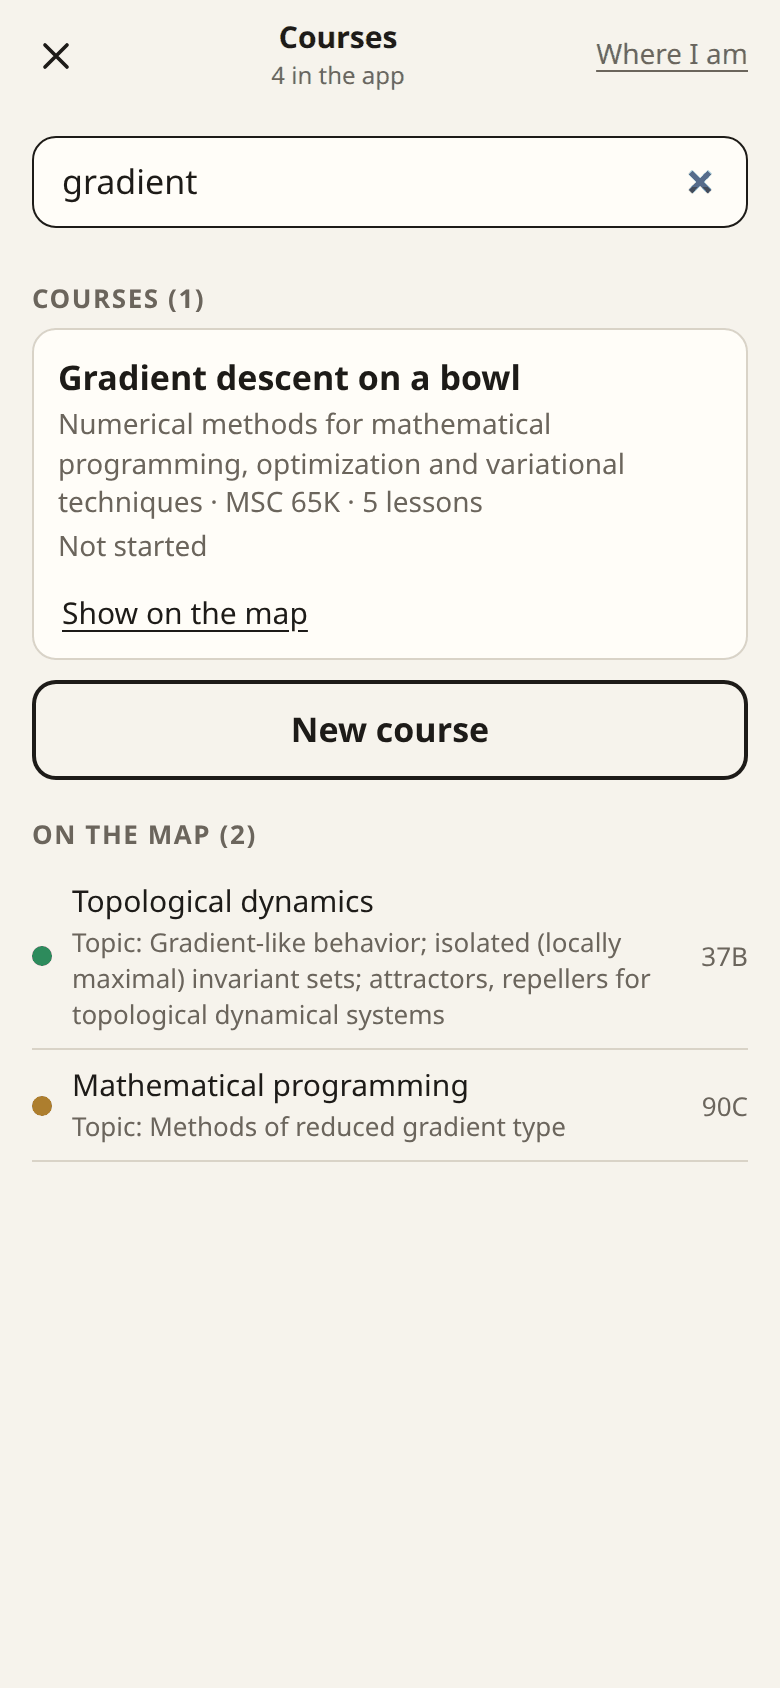 Courses
4 in the app
Where I am
gradient
COURSES (1)
Gradient descent on a bowl
Numerical methods for mathematical
programming, optimization and variational
techniques · MSC 65K · 5 lessons
Not started
Show on the map
New course
ON THE MAP (2)
Topological dynamics
Topic: Gradient-like behavior; isolated (locally
maximal) invariant sets; attractors, repellers for
topological dynamical systems
37B
Mathematical programming
Topic: Methods of reduced gradient type
90C